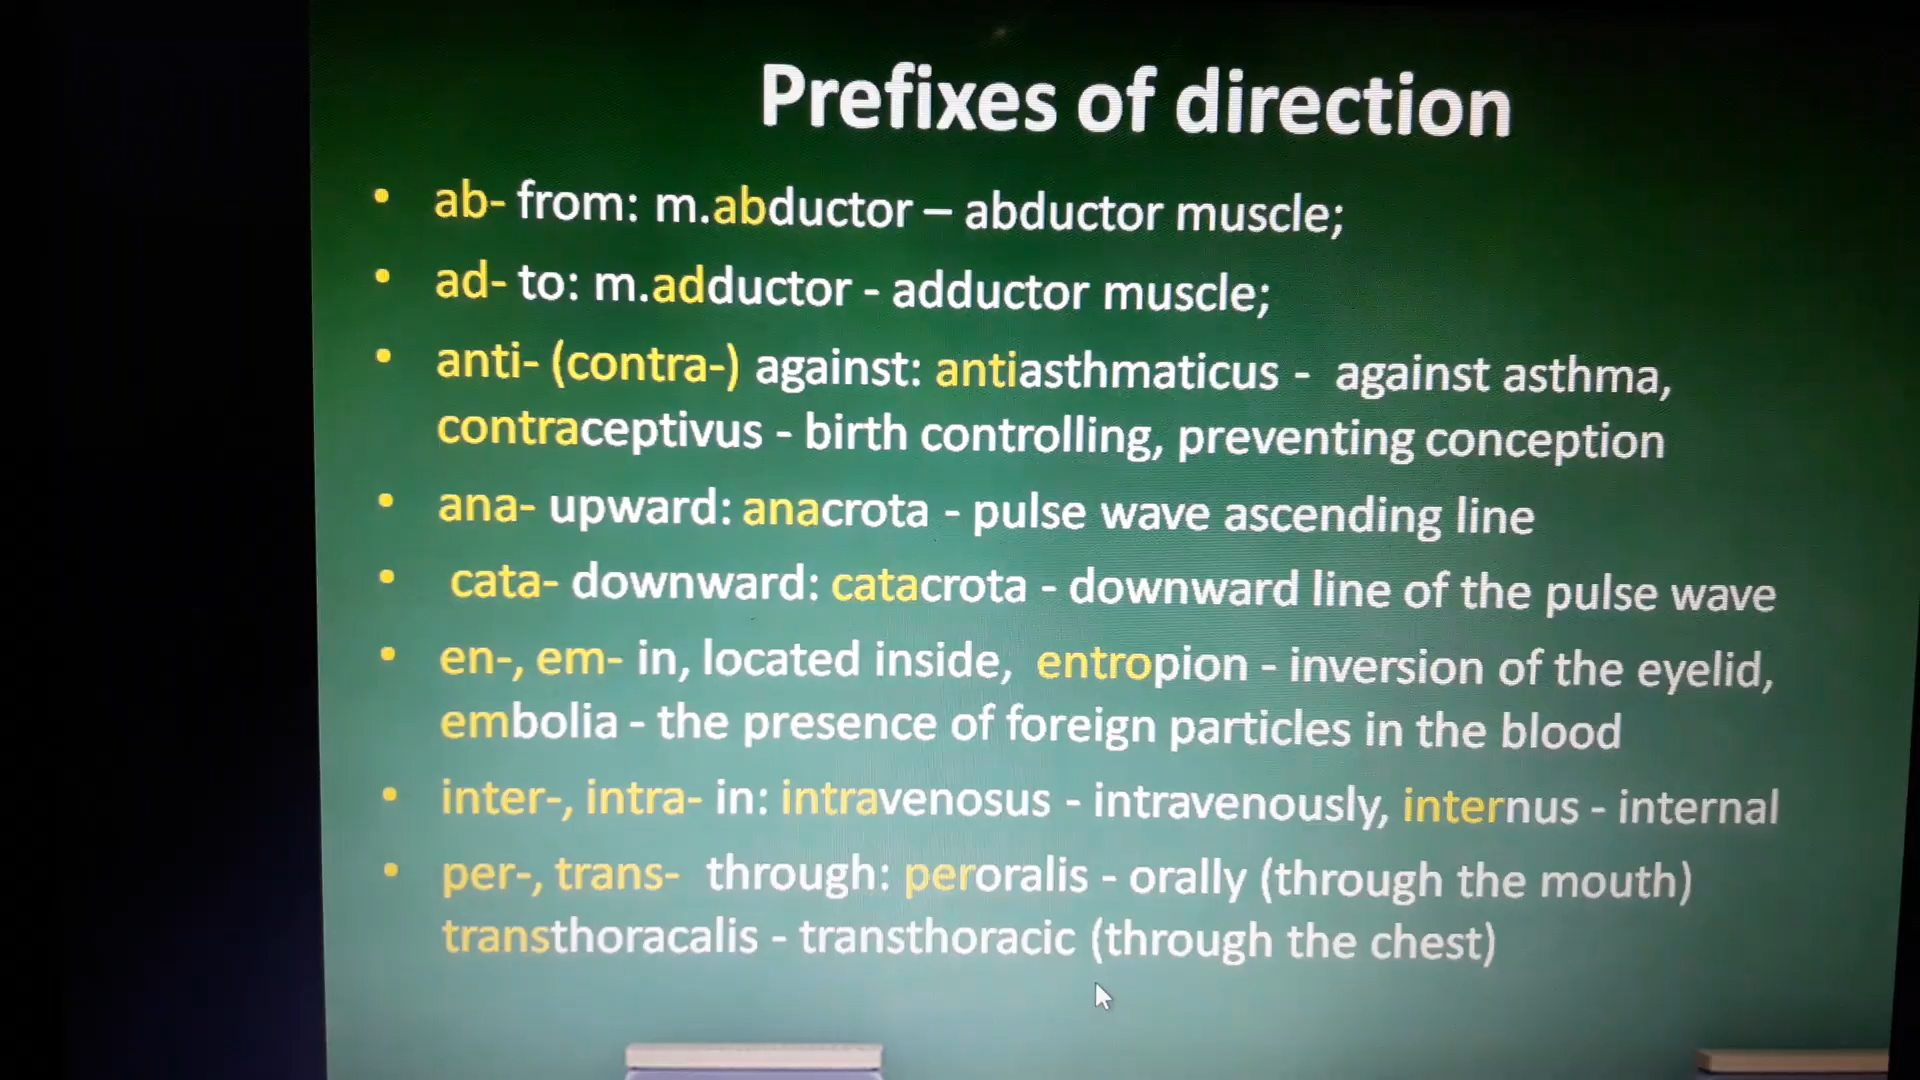 Prefixes of direction
• ab- from: m.abductor – abductor muscle;
• ad- to: m.adductor - adductor muscle;
• anti- (contra-) against: antiasthmaticus - against asthma,
contraceptivus - birth controlling, preventing conception
• ana- upward: anacrota - pulse wave ascending line
• cata- downward: catacrota - downward line of the pulse wave
• en-, em- in, located inside, entropion - inversion of the eyelid,
embolia - the presence of foreign particles in the blood
• inter-, intra- in: intravenosus - intravenously, internus - internal
• per-, trans- through: peroralis - orally (through the mouth)
transthoracalis - transthoracic (through the chest)